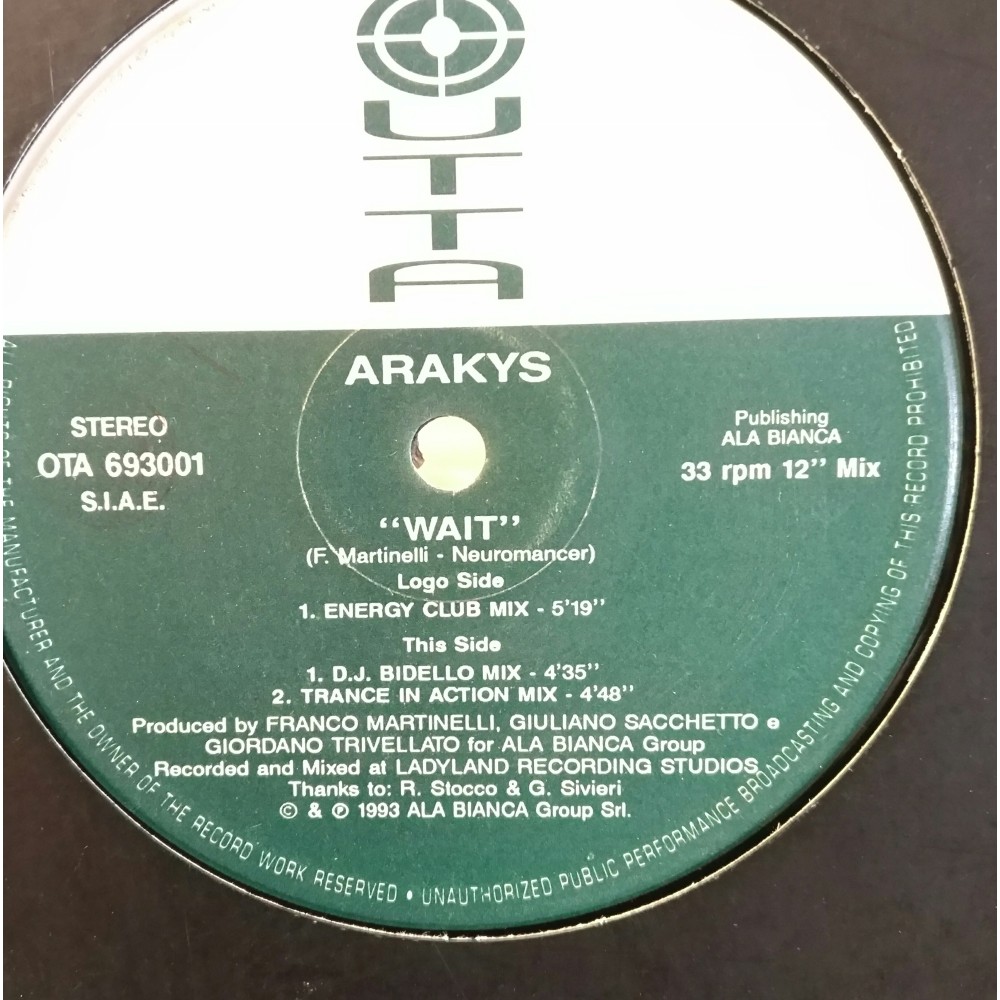 OUTTA
ARAKYS
STEREO
OTA 693001
S.I.A.E.
Publishing
ALA BIANCA
33 rpm 12’’ Mix
‘‘WAIT’’
(F. Martinelli - Neuromancer)
Logo Side
1. ENERGY CLUB MIX - 5'19’’
This Side
1. D.J. BIDELLO MIX - 4'35’’
2. TRANCE IN ACTION MIX - 4'48’’
Produced by FRANCO MARTINELLI, GIULIANO SACCHETTO e
GIORDANO TRIVELLATO for ALA BIANCA Group
Recorded and Mixed at LADYLAND RECORDING STUDIOS
Thanks to: R. Stocco & G. Sivieri
© & ℗ 1993 ALA BIANCA Group Srl.
ALL RIGHTS OF THE MANUFACTURER AND THE OWNER OF THE RECORD WORK RESERVED • UNAUTHORIZED PUBLIC PERFORMANCE BROADCASTING AND COPYING OF THIS RECORD PROHIBITED